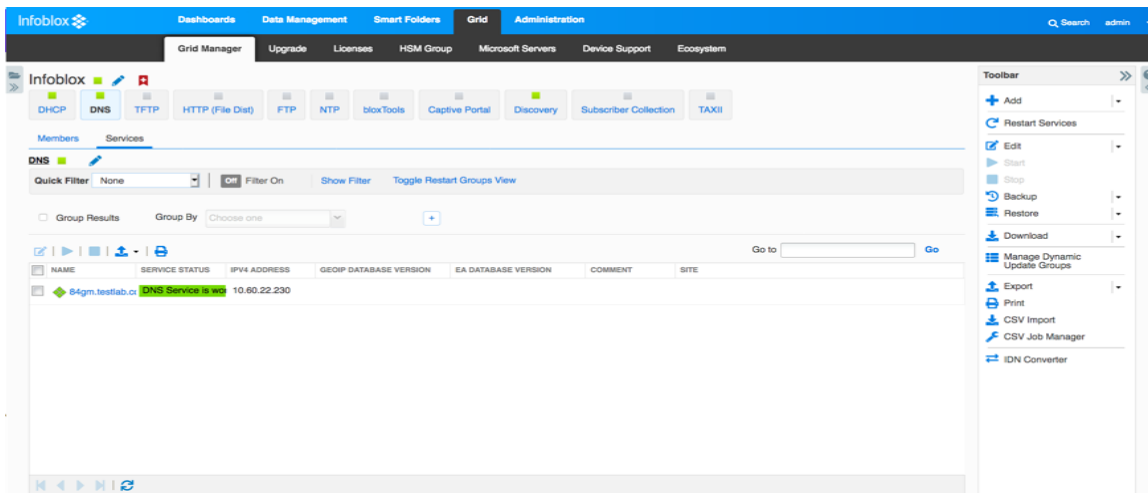 Infoblox Dashboards Data Management Smart Folders Grid Administration Search admin
Grid Manager Upgrade Licenses HSM Group Microsoft Servers Device Support Ecosystem
Infoblox
DHCP DNS TFTP HTTP (File Dist) FTP NTP bloxTools Captive Portal Discovery Subscriber Collection TAXII
Members Services
DNS
Quick Filter None Off Filter On Show Filter Toggle Restart Groups View
Group Results Group By Choose one +
Go to Go
NAME SERVICE STATUS IPV4 ADDRESS GEOIP DATABASE VERSION EA DATABASE VERSION COMMENT SITE
84gm.testlab.cc DNS Service is wor 10.60.22.230
Toolbar
Add
Restart Services
Edit
Start
Stop
Backup
Restore
Download
Manage Dynamic
Update Groups
Export
Print
CSV Import
CSV Job Manager
IDN Converter